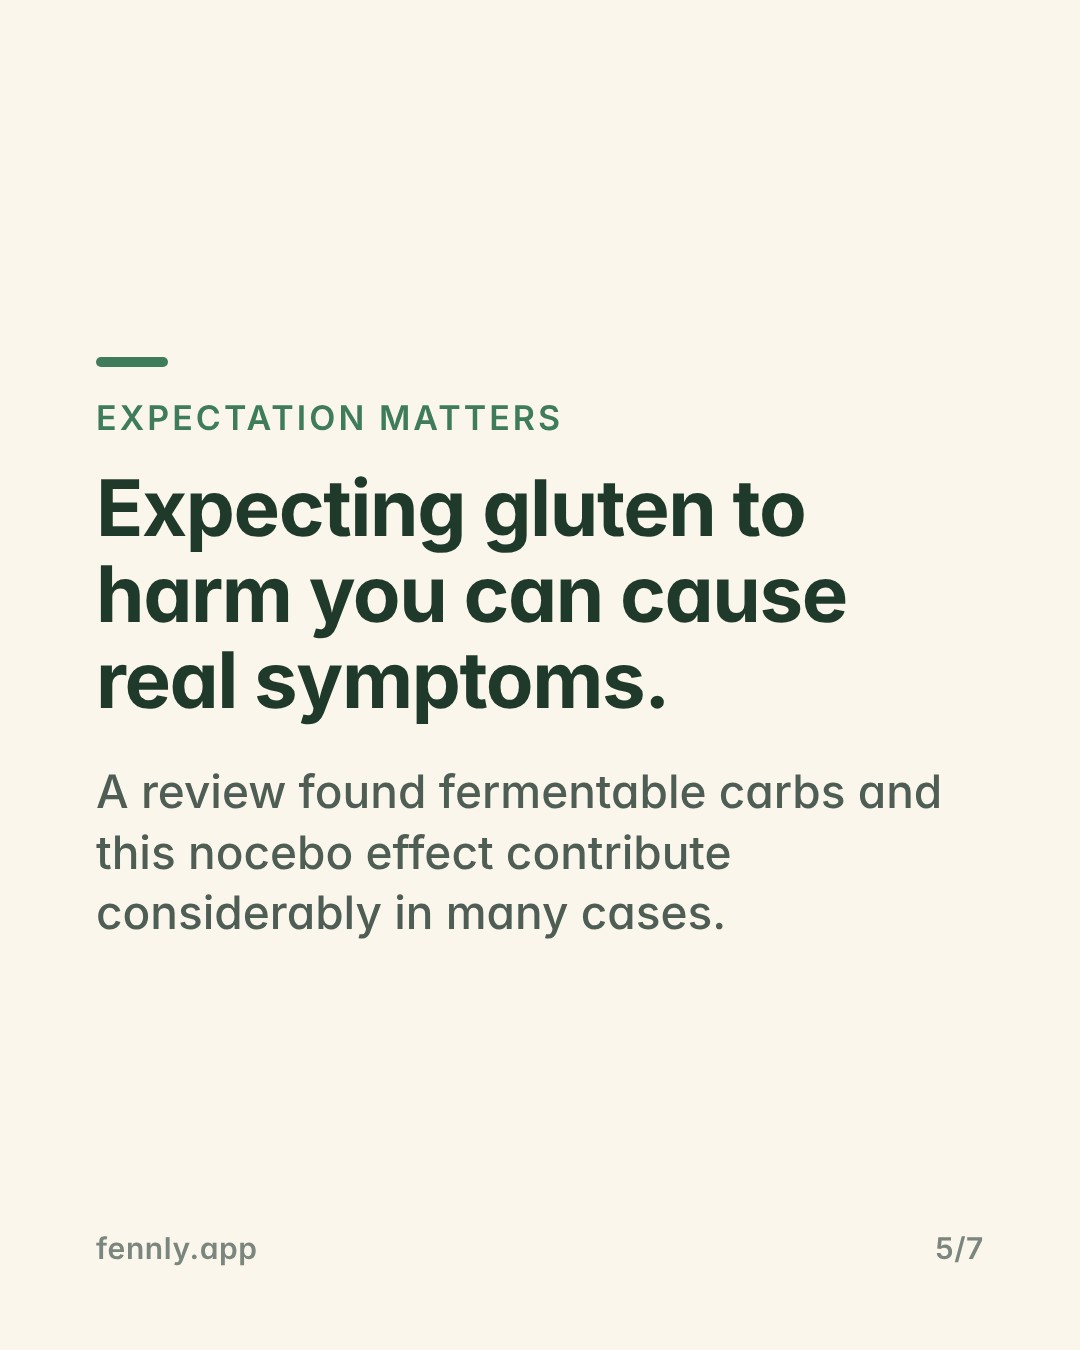 EXPECTATION MATTERS
Expecting gluten to
harm you can cause
real symptoms.
A review found fermentable carbs and
this nocebo effect contribute
considerably in many cases.
fennly.app
5/7